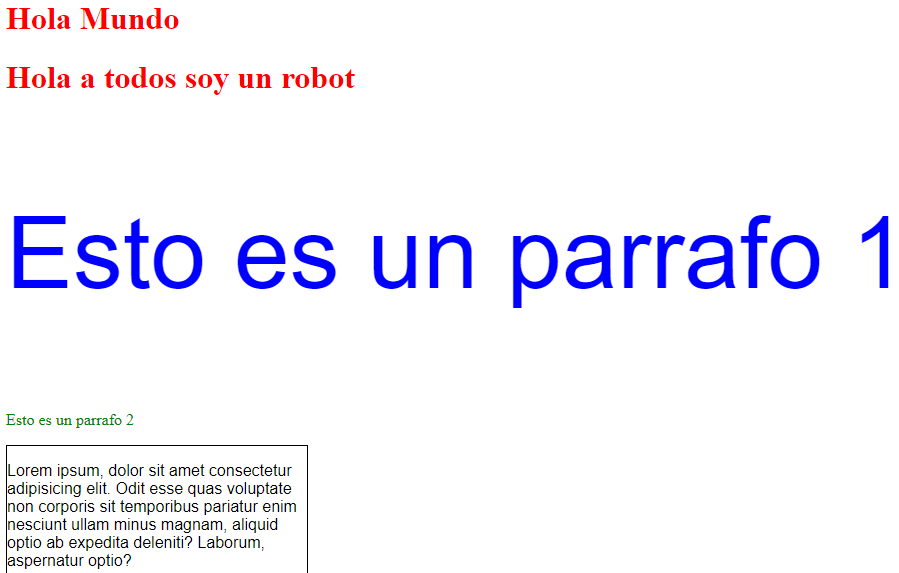 Hola Mundo
Hola a todos soy un robot
Esto es un parrafo 1
Esto es un parrafo 2
Lorem ipsum, dolor sit amet consectetur
adipisicing elit. Odit esse quas voluptate
non corporis sit temporibus pariatur enim
nesciunt ullam minus magnam, aliquid
optio ab expedita deleniti? Laborum,
aspernatur optio?